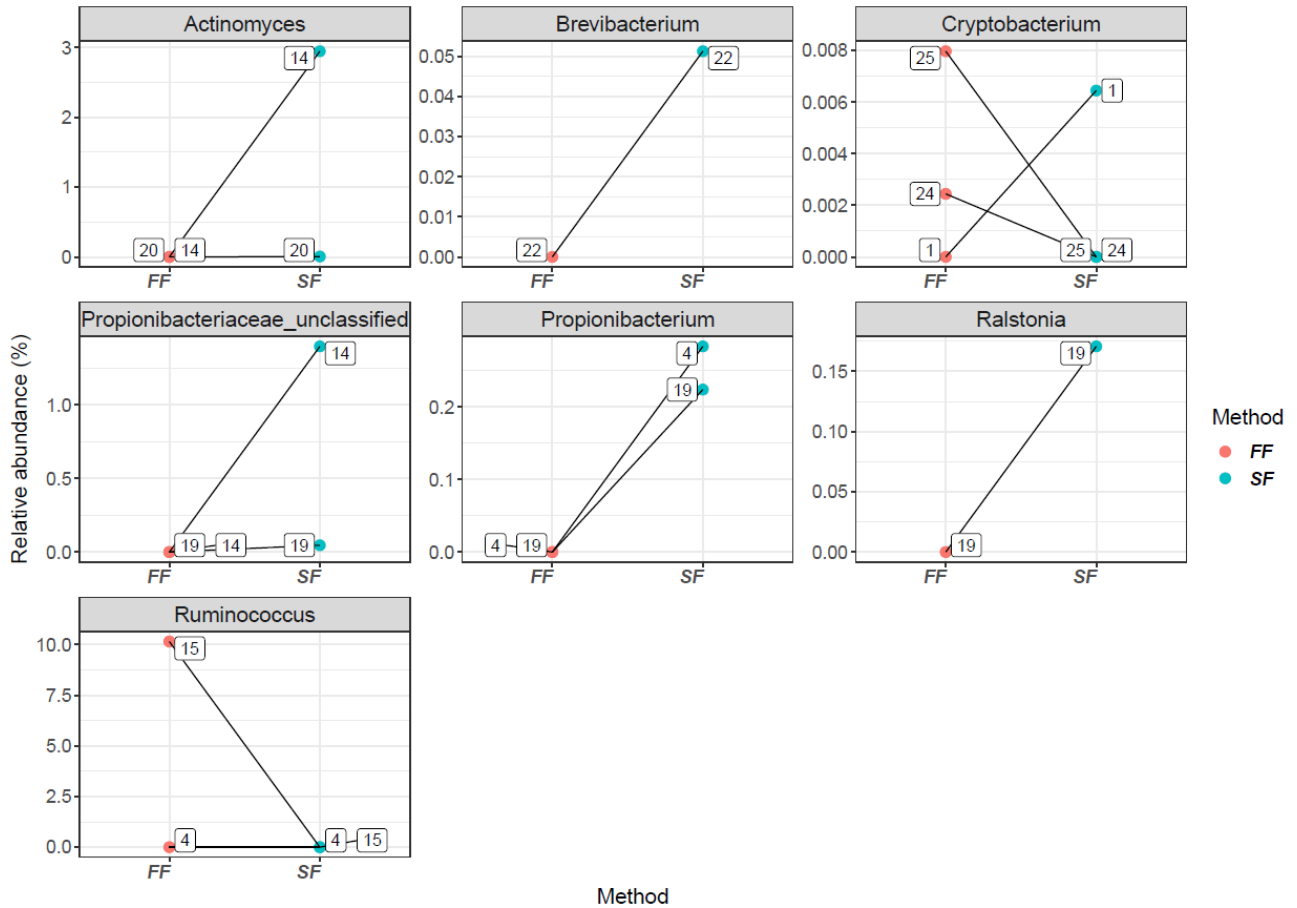 Actinomyces
3
2
1
0
14
20
14
20
FF
SF
Brevibacterium
0.05
0.04
0.03
0.02
0.01
0.00
22
22
FF
SF
Cryptobacterium
0.008
0.006
0.004
0.002
0.000
25
1
24
1
25
24
FF
SF
Relative abundance (%)
Propionibacteriaceae_unclassified
1.0
0.5
0.0
14
19
14
19
FF
SF
Propionibacterium
0.2
0.1
0.0
4
19
4
19
FF
SF
Ralstonia
0.15
0.10
0.05
0.00
19
19
FF
SF
Method
FF
SF
Ruminococcus
10.0
7.5
5.0
2.5
0.0
15
4
4
15
FF
SF
Method